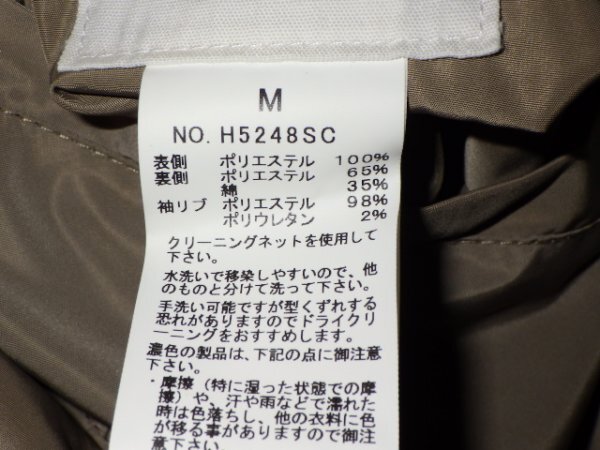 M
NO. H5248SC
表側 ポリエステル 100%
裏側 ポリエステル 65%
綿 35%
袖リブ ポリエステル 98%
ポリウレタン 2%
クリーニングネットを使用して
下さい。
水洗いで移染しやすいので、他
のものと分けて洗って下さい。
手洗い可能ですが型くずれする
恐れがありますのでドライクリ
ーニングをおすすめします。
濃色の製品は、下記の点に御注意
下さい。
・摩擦（特に湿った状態での摩
擦）や、汗や雨などで濡れた
時は色落ちし、他の衣料に色
が移る事がありますので御注
意下さい。